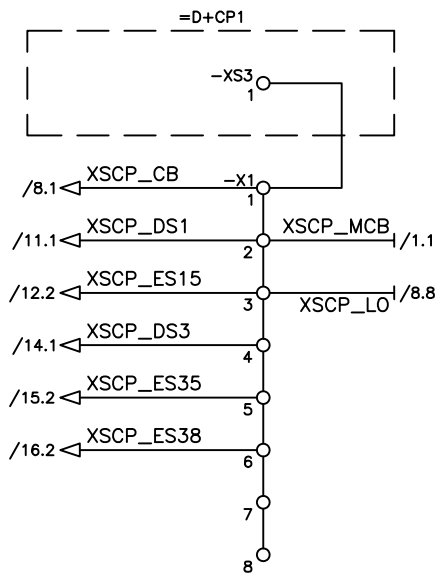 =D+CP1
-XS3
1
XSCP_CB
-X1
/8.1
1
XSCP_DS1
XSCP_MCB
/11.1
/1.1
2
XSCP_ES15
/12.2
/8.8
3
XSCP_LO
XSCP_DS3
/14.1
4
XSCP_ES35
/15.2
5
XSCP_ES38
/16.2
6
7
8